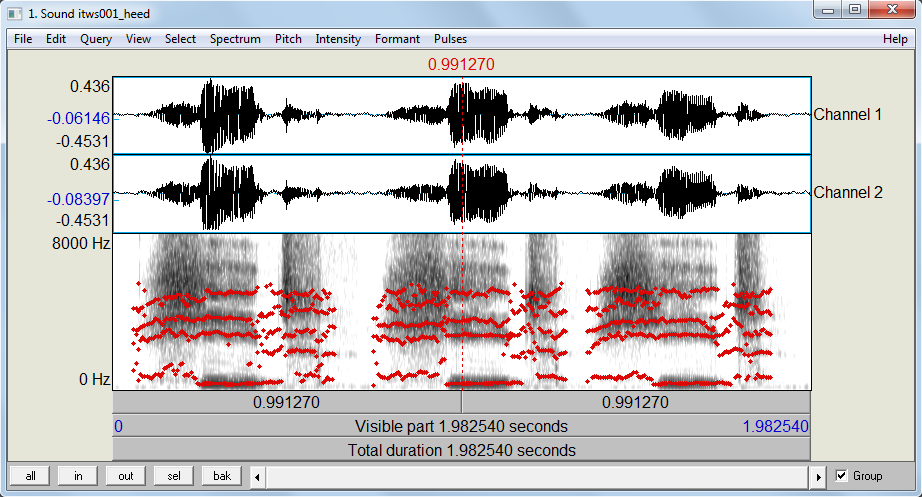 1. Sound itws001_heed
File Edit Query View Select Spectrum Pitch Intensity Formant Pulses Help
0.991270
0.436
-0.06146
-0.4531
Channel 1
0.436
-0.08397
-0.4531
Channel 2
8000 Hz
0 Hz
0.991270 0.991270
0 Visible part 1.982540 seconds 1.982540
Total duration 1.982540 seconds
all in out sel bak Group